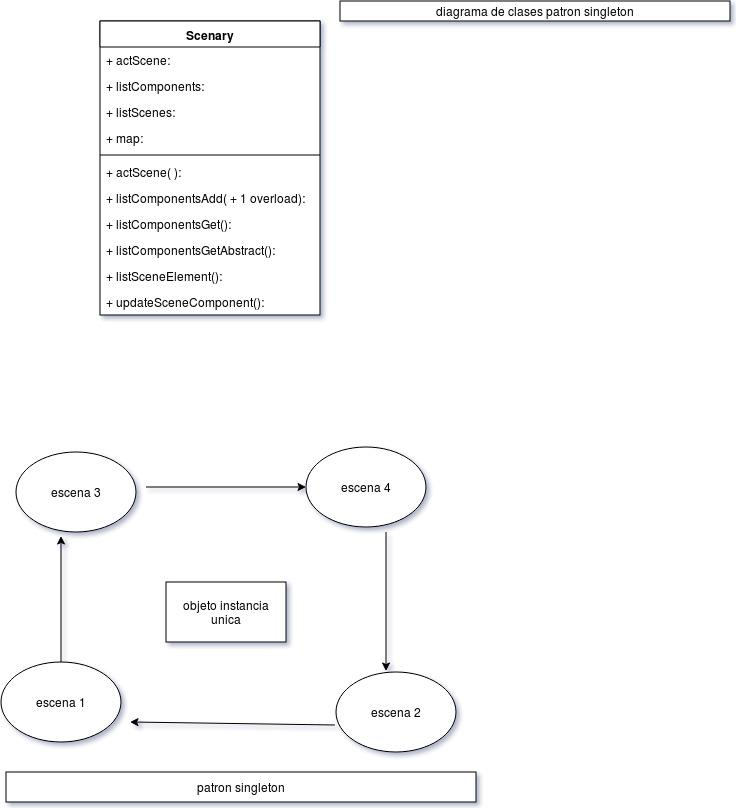 diagrama de clases patron singleton
Scenary
+ actScene:
+ listComponents:
+ listScenes:
+ map:
+ actScene( ):
+ listComponentsAdd( + 1 overload):
+ listComponentsGet():
+ listComponentsGetAbstract():
+ listSceneElement():
+ updateSceneComponent():
escena 3
escena 4
objeto instancia
unica
escena 1
escena 2
patron singleton